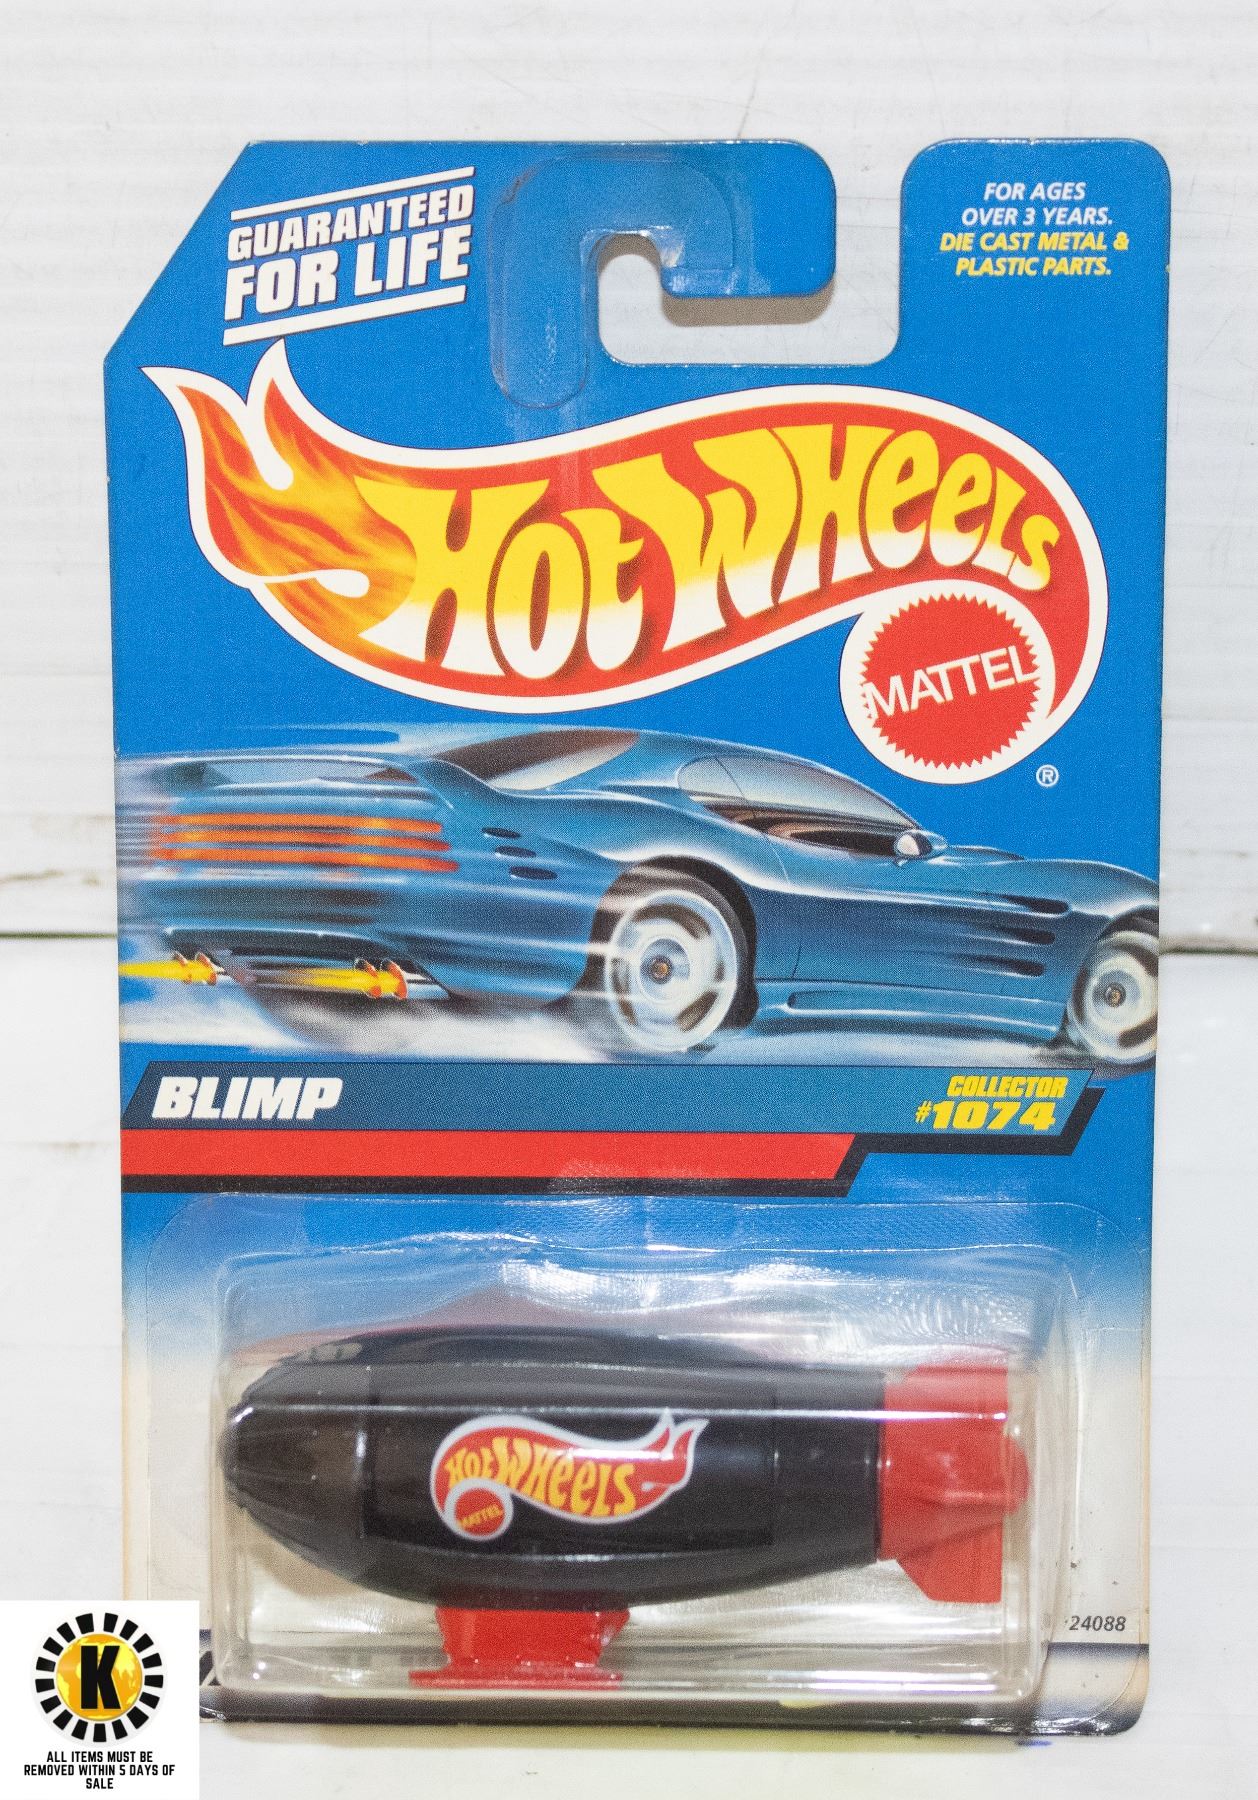 GUARANTEED
FOR LIFE
FOR AGES
OVER 3 YEARS.
DIE CAST METAL &
PLASTIC PARTS.
HOT WHEELS
MATTEL
®
BLIMP
COLLECTOR
#1074
HOT WHEELS
MATTEL
24088
K
ALL ITEMS MUST BE
REMOVED WITHIN 5 DAYS OF
SALE